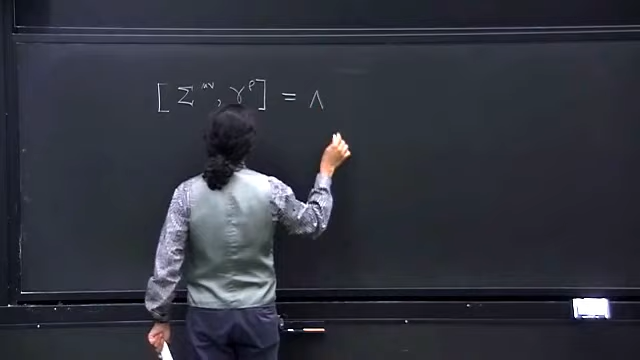 [ Σ^{μν}, γ^ρ ] = Λ